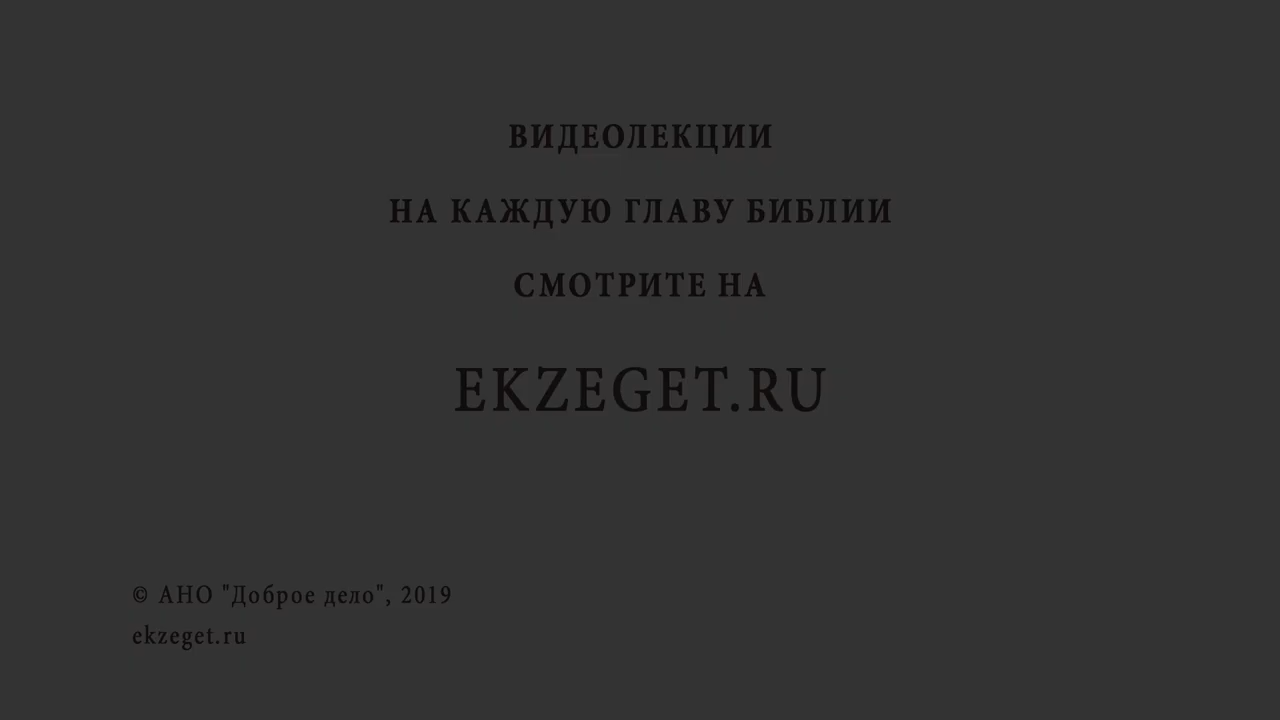 ВИДЕОЛЕКЦИИ
НА КАЖДУЮ ГЛАВУ БИБЛИИ
СМОТРИТЕ НА
EKZEGET.RU
© АНО "Доброе дело", 2019
ekzeget.ru